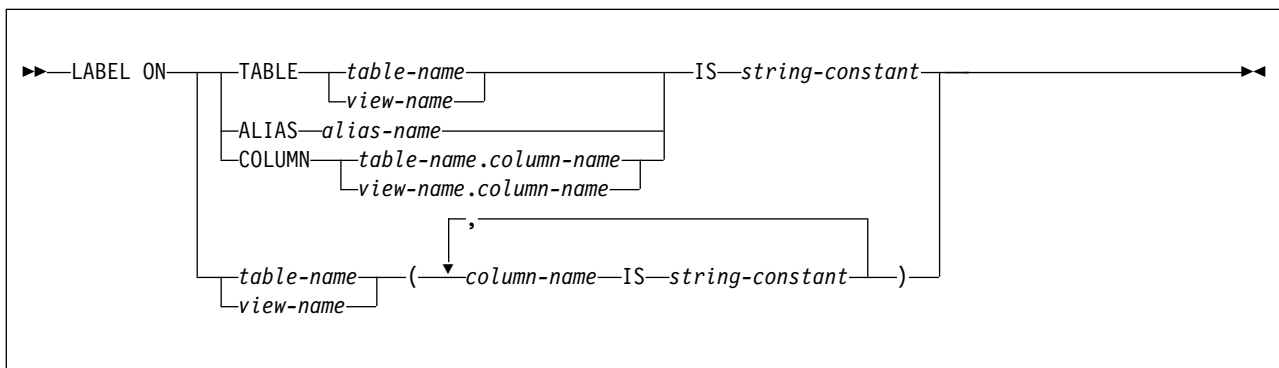 LABEL ON TABLE table-name IS string-constant
view-name
ALIAS alias-name
COLUMN table-name.column-name
view-name.column-name
,
table-name ( column-name IS string-constant )
view-name